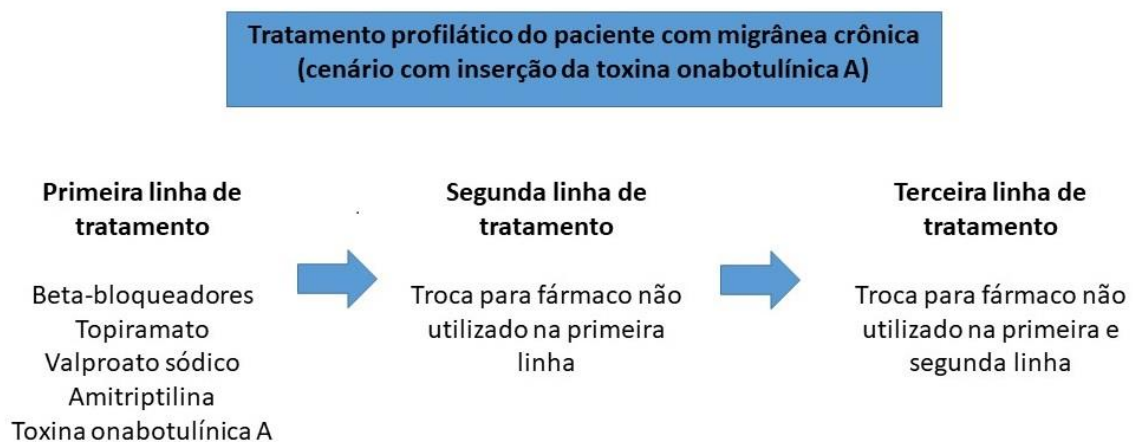 Tratamento profilático do paciente com migrânea crônica
(cenário com inserção da toxina onabotulínica A)
Primeira linha de
tratamento
Beta-bloqueadores
Topiramato
Valproato sódico
Amitriptilina
Toxina onabotulínica A
Segunda linha de
tratamento
Troca para fármaco não
utilizado na primeira
linha
Terceira linha de
tratamento
Troca para fármaco não
utilizado na primeira e
segunda linha